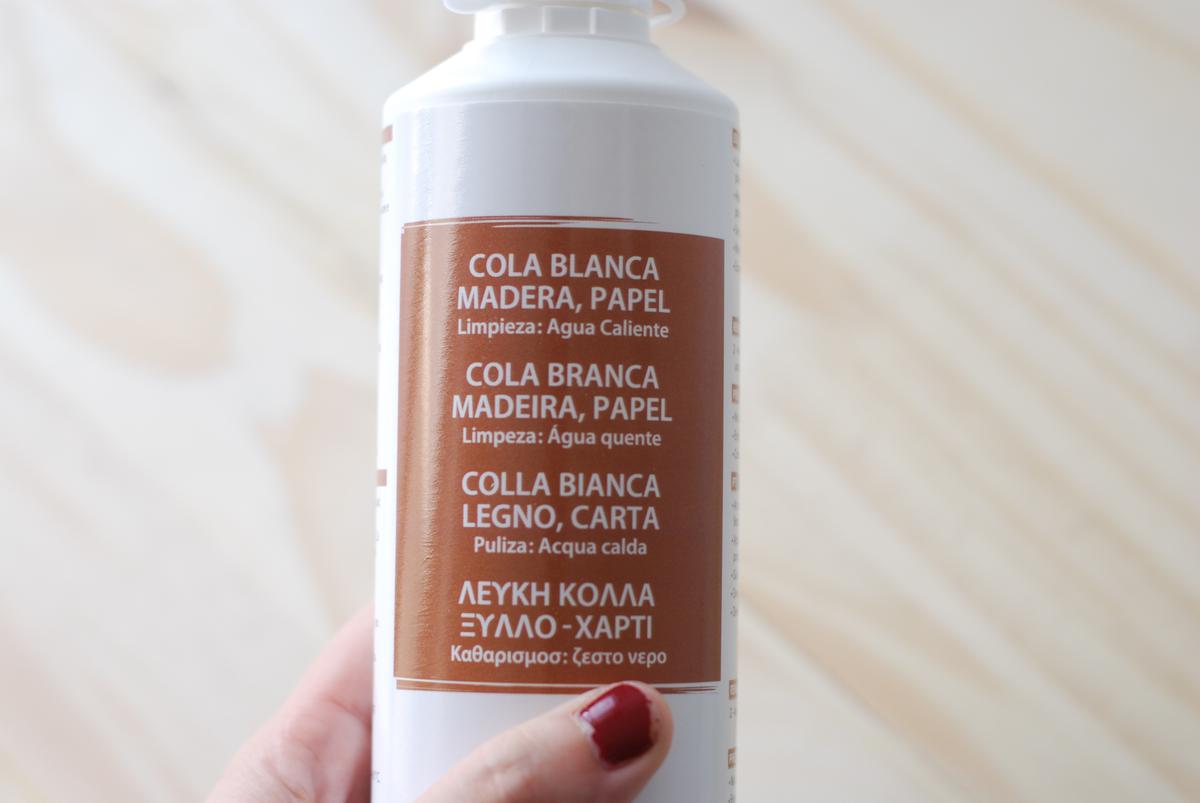 COLA BLANCA
MADERA, PAPEL
Limpieza: Agua Caliente
COLA BRANCA
MADEIRA, PAPEL
Limpeza: Água quente
COLLA BIANCA
LEGNO, CARTA
Puliza: Acqua calda
ΛΕΥΚΗ ΚΟΛΛΑ
ΞΥΛΛΟ - ΧΑΡΤΙ
Καθαρισμοσ: ζεστο νερο